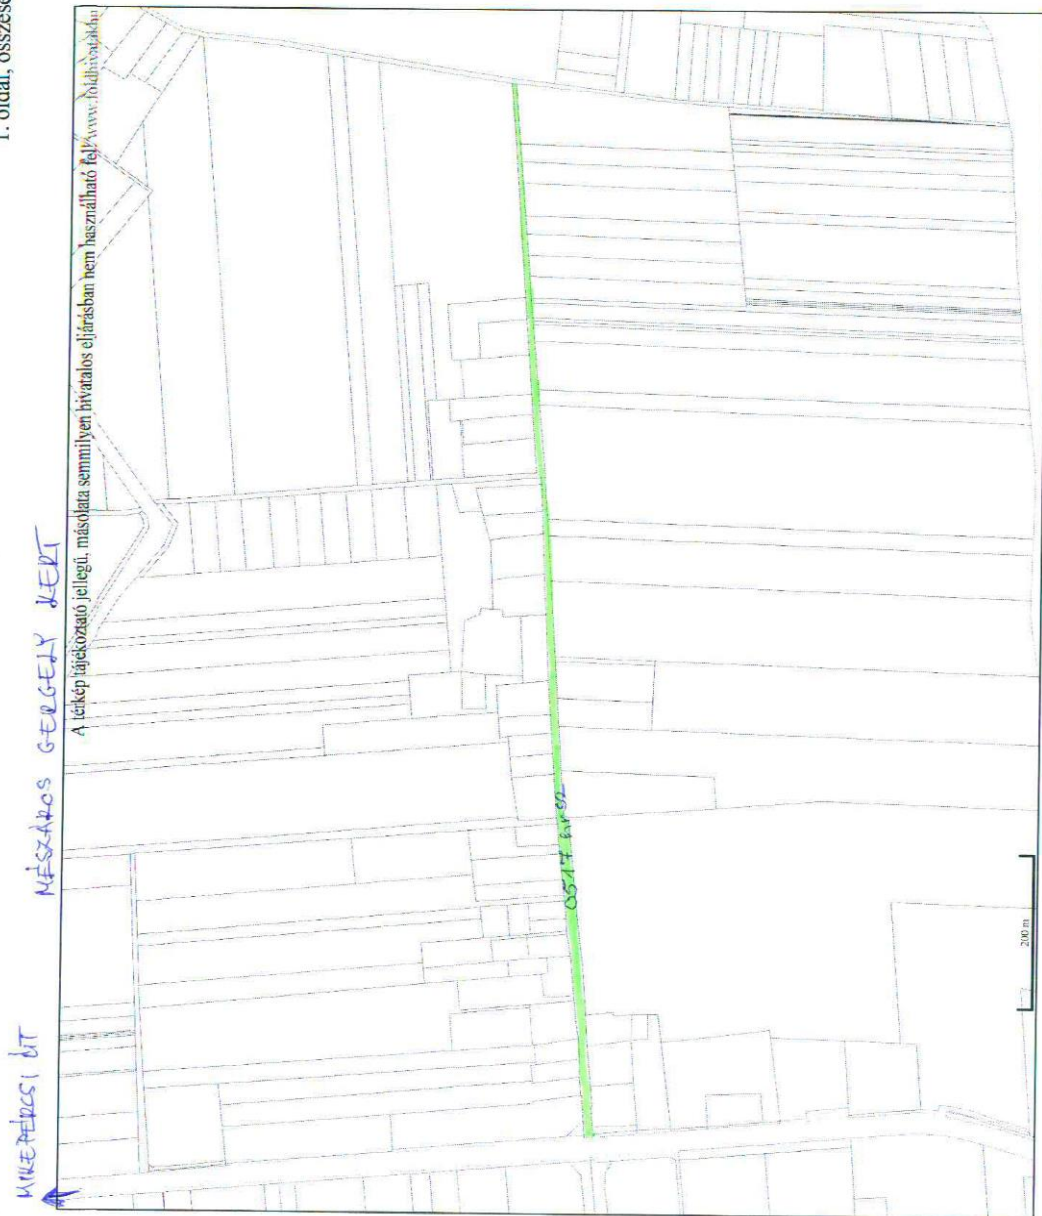 1. oldal,
A térkép tájékoztató jellegű, másolata semmilyen hivatalos eljárásban nem használható fel! www.foldhivatal.hu
MIKEPÉRCSI ÚT
MÉSZÁROS GERGELY KERT
0517 hrsz
200 m